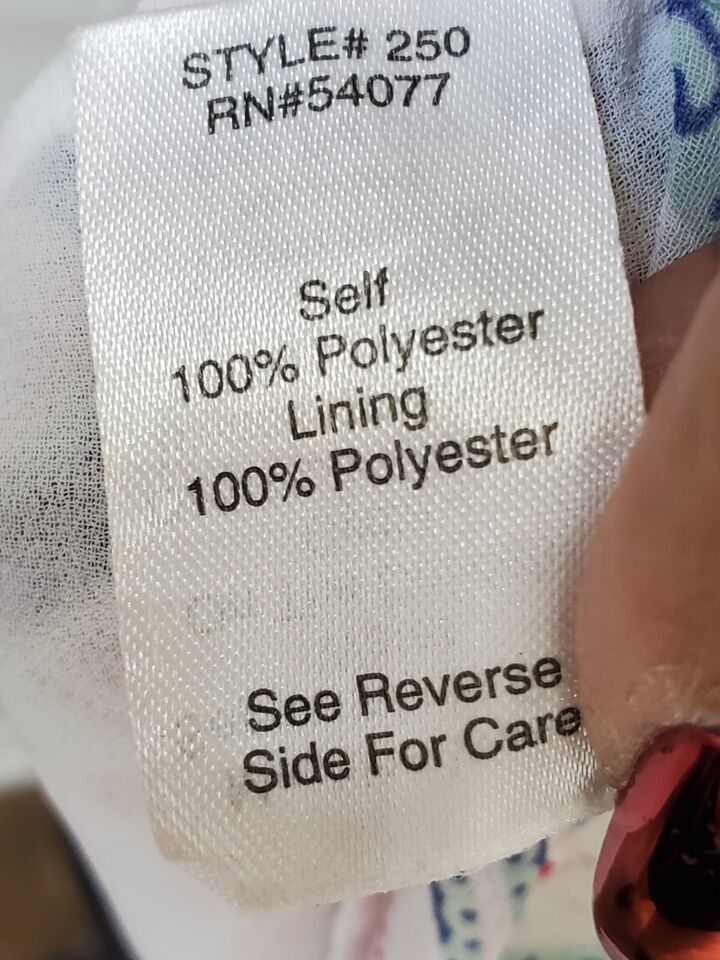 STYLE# 250
RN#54077
Self
100% Polyester
Lining
100% Polyester
See Reverse
Side For Care